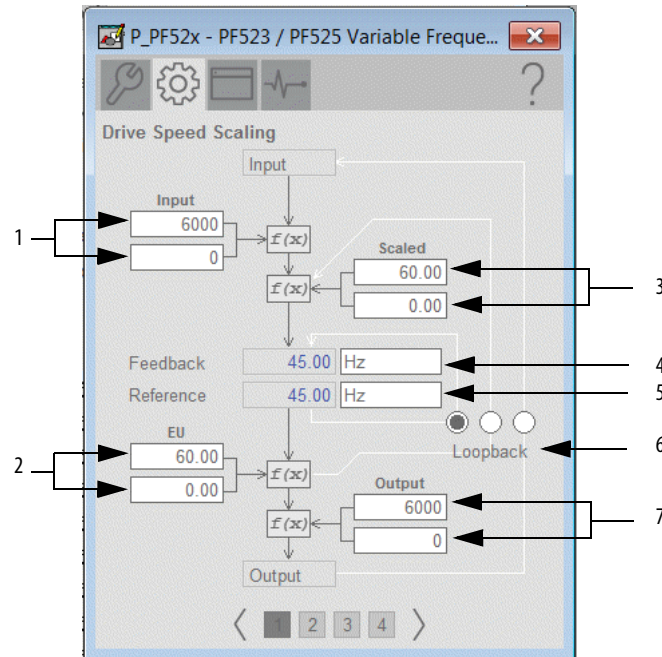 P_PF52x - PF523 / PF525 Variable Freque...
?
Drive Speed Scaling
Input
Input
1
6000
0
f(x)
Scaled
f(x)
60.00
0.00
3
Feedback 45.00 Hz
4
Reference 45.00 Hz
5
EU
Loopback
6
2
60.00
0.00
f(x)
Output
f(x)
6000
0
7
Output
1 2 3 4